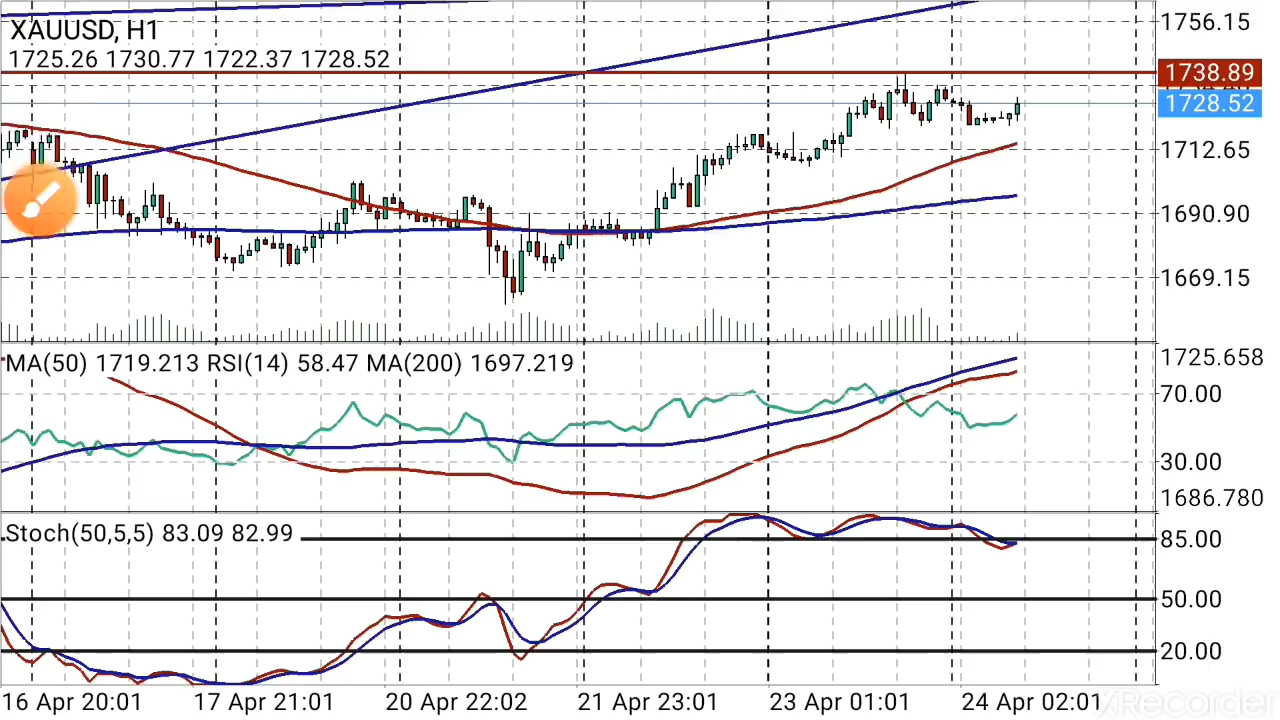 XAUUSD, H1
1725.26 1730.77 1722.37 1728.52
1756.15
1738.89
1728.52
1712.65
1690.90
1669.15
MA(50) 1719.213 RSI(14) 58.47 MA(200) 1697.219
1725.658
70.00
30.00
1686.780
Stoch(50,5,5) 83.09 82.99
85.00
50.00
20.00
16 Apr 20:01 17 Apr 21:01 20 Apr 22:02 21 Apr 23:01 23 Apr 01:01 24 Apr 02:01
XRecorder